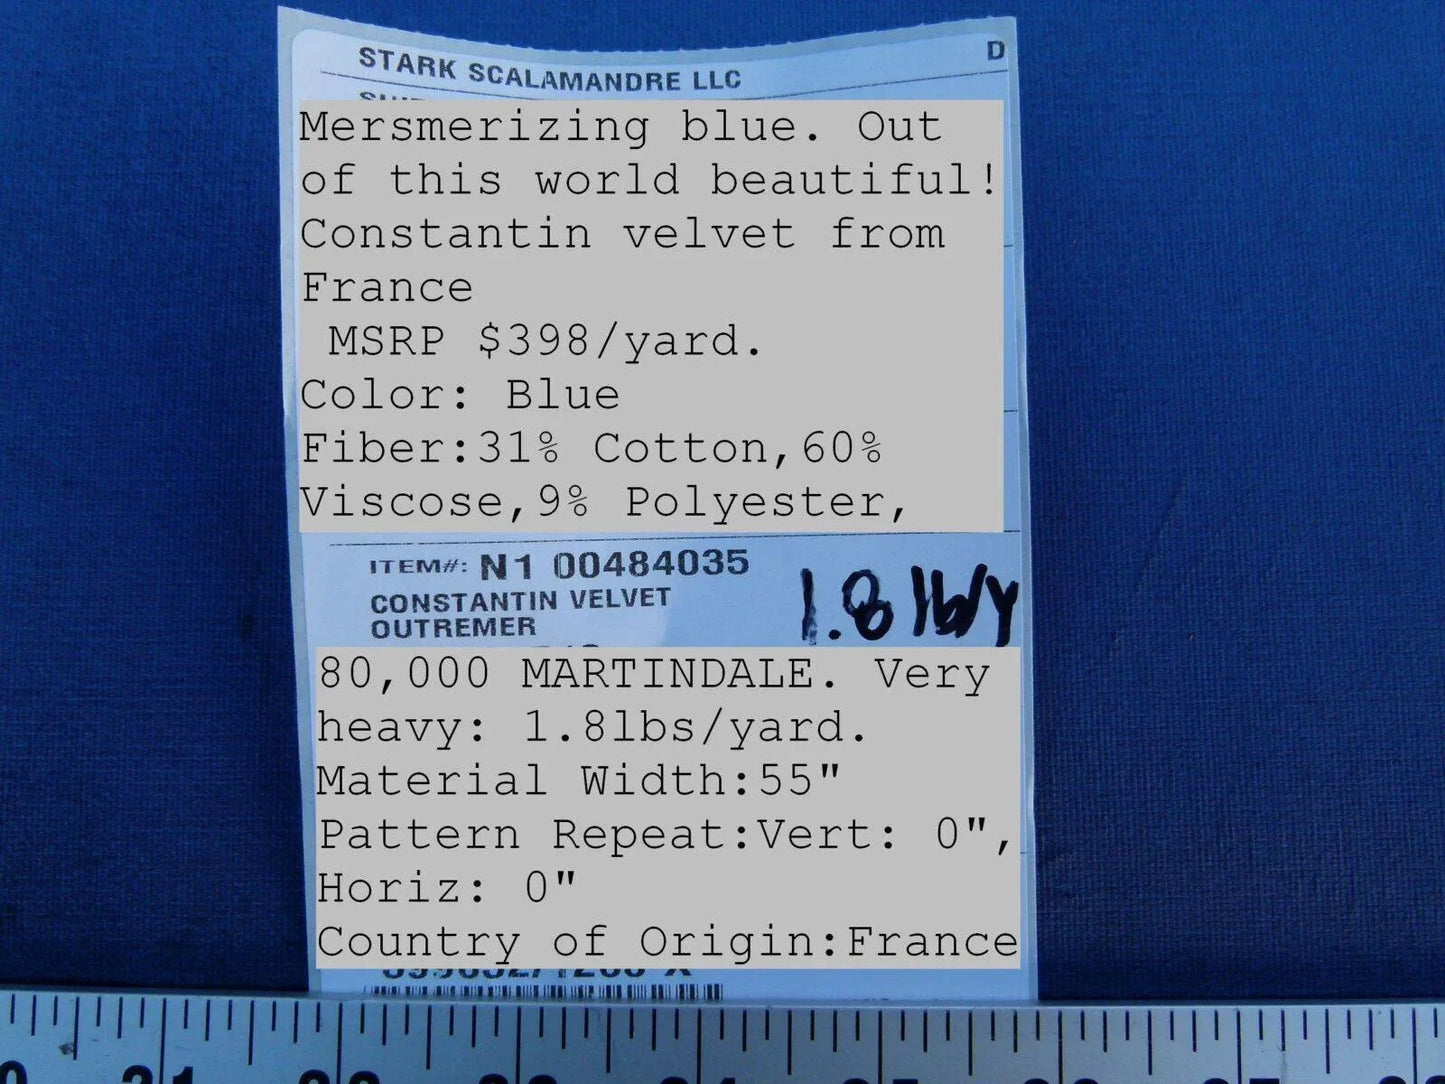 STARK SCALAMANDRE LLC D
Mersmerizing blue. Out
of this world beautiful!
Constantin velvet from
France
MSRP $398/yard.
Color: Blue
Fiber:31% Cotton,60%
Viscose,9% Polyester,
ITEM#: N1 00484035
CONSTANTIN VELVET
OUTREMER
1.8 lb/y
80,000 MARTINDALE. Very
heavy: 1.8lbs/yard.
Material Width:55"
Pattern Repeat:Vert: 0",
Horiz: 0"
Country of Origin:France
31